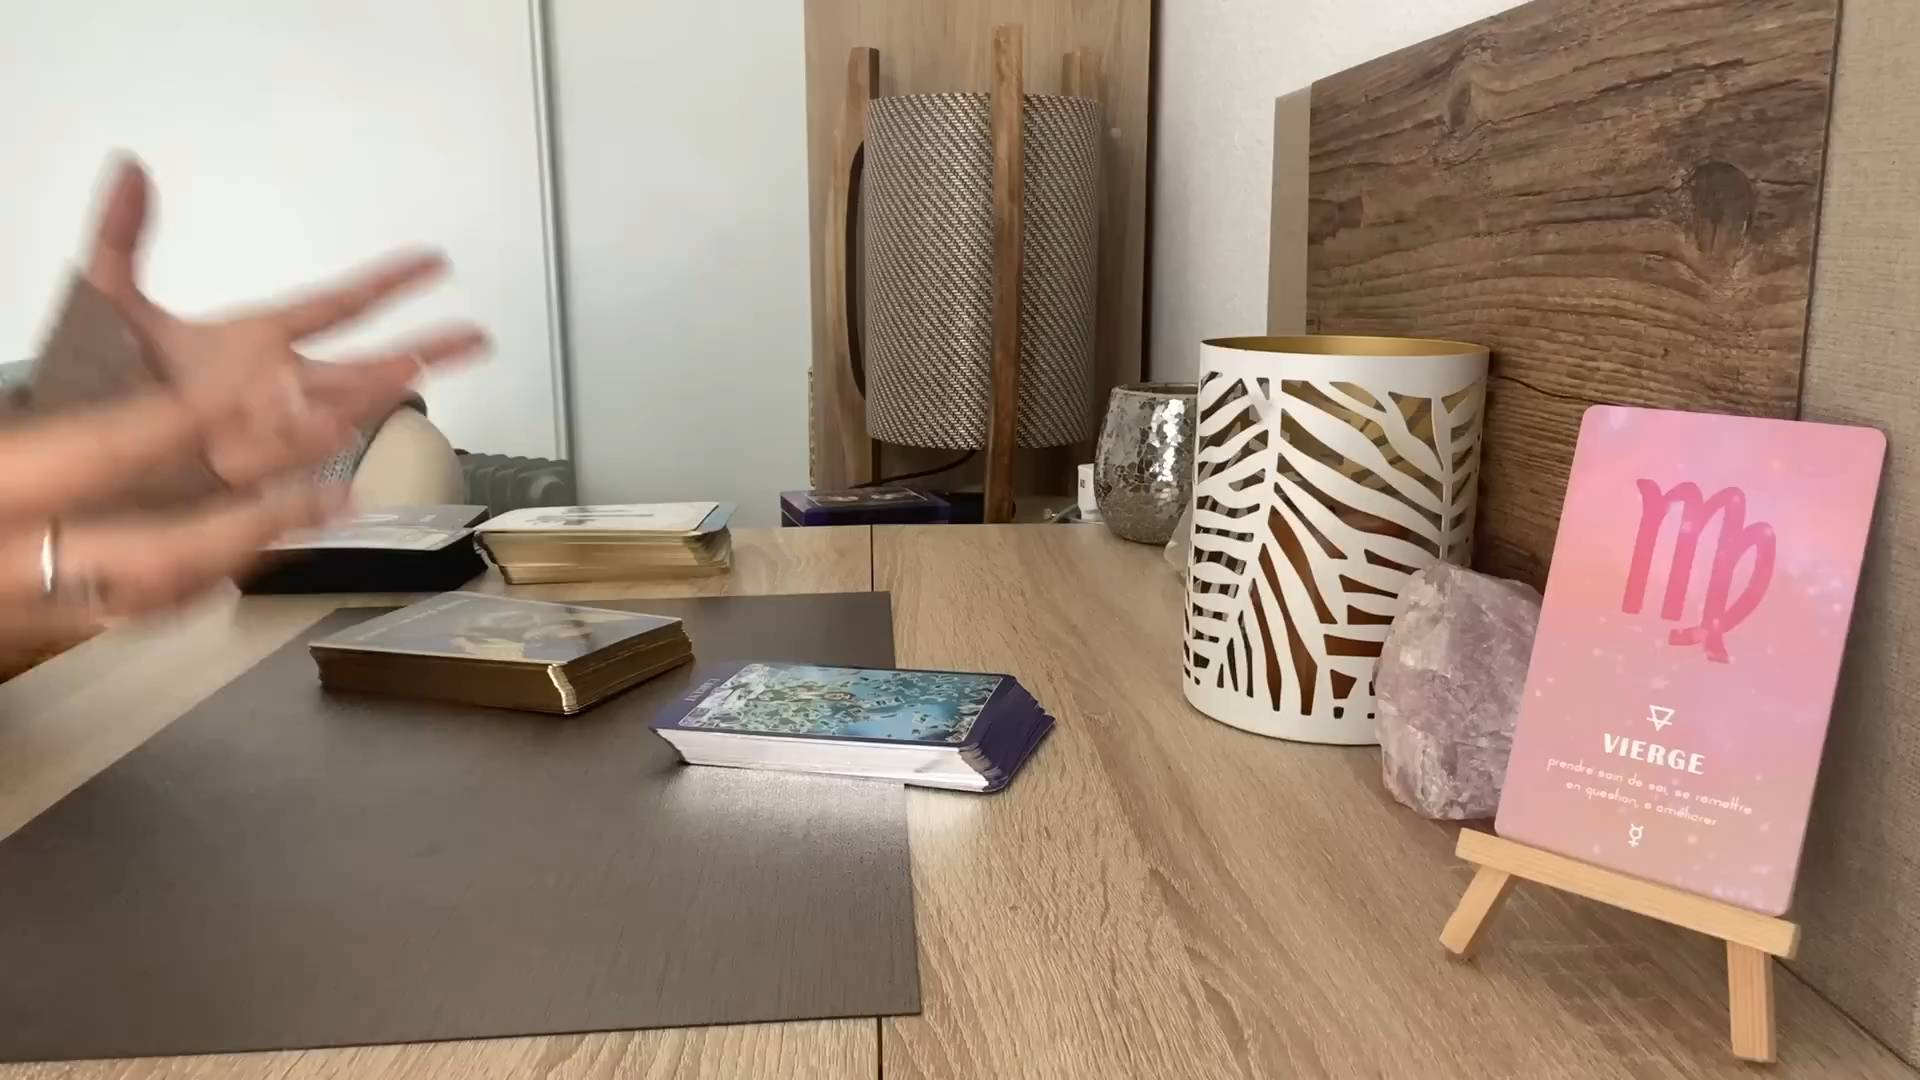 VIERGE
prendre soin de soi, se remettre
en question, s améliorer